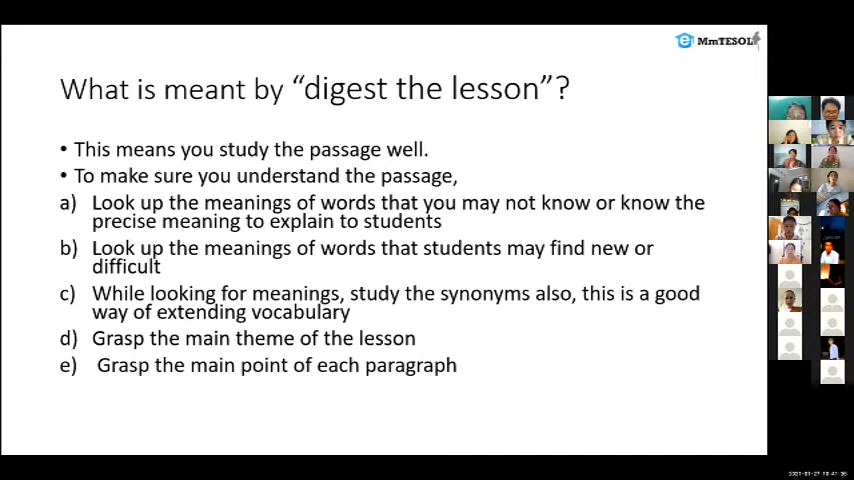 e MmTESOL
What is meant by “digest the lesson”?
• This means you study the passage well.
• To make sure you understand the passage,
a) Look up the meanings of words that you may not know or know the
precise meaning to explain to students
b) Look up the meanings of words that students may find new or
difficult
c) While looking for meanings, study the synonyms also, this is a good
way of extending vocabulary
d) Grasp the main theme of the lesson
e) Grasp the main point of each paragraph